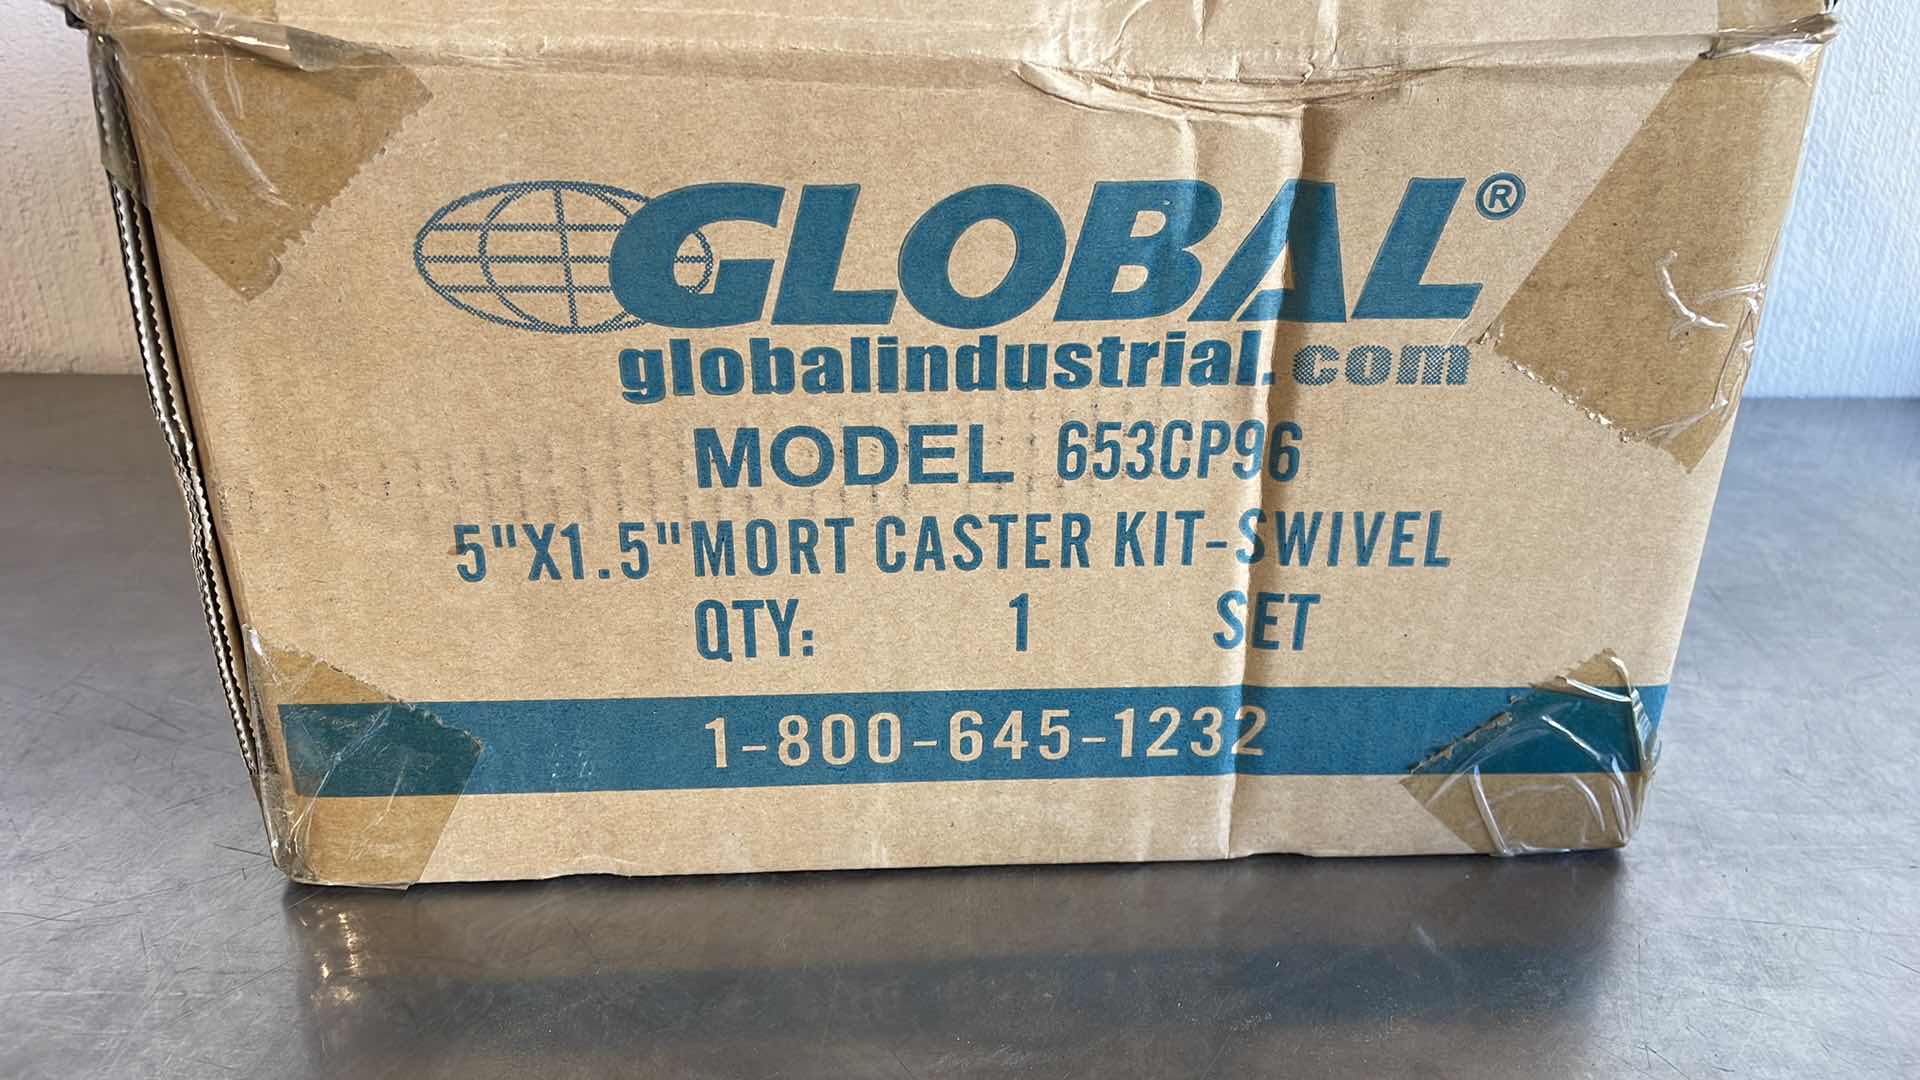 GLOBAL®
globalindustrial.com
MODEL 653CP96
5"X1.5"MORT CASTER KIT-SWIVEL
QTY: 1 SET
1-800-645-1232